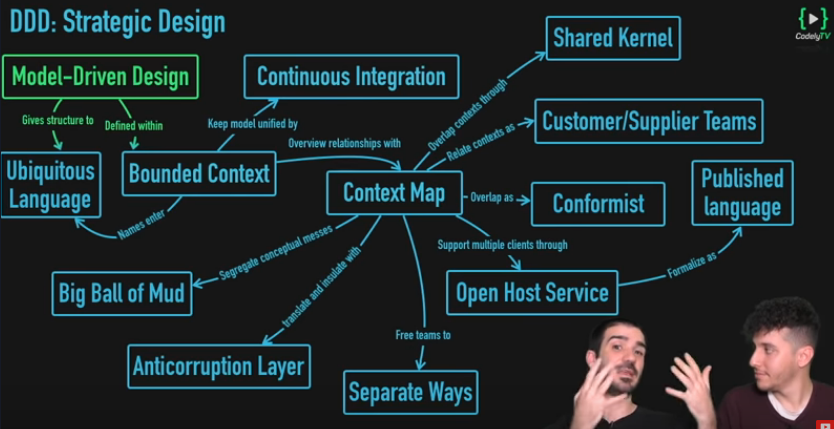 DDD: Strategic Design
CodelyTV
Shared Kernel
Model-Driven Design
Continuous Integration
Gives structure to
Defined within
Keep model unified by
Overlap contexts through
Relate contexts as
Customer/Supplier Teams
Overview relationships with
Ubiquitous
Language
Bounded Context
Context Map
Overlap as
Conformist
Published
language
Names enter
Segregate conceptual messes
translate and insulate with
Support multiple clients through
Formalize as
Big Ball of Mud
Open Host Service
Free teams to
Anticorruption Layer
Separate Ways